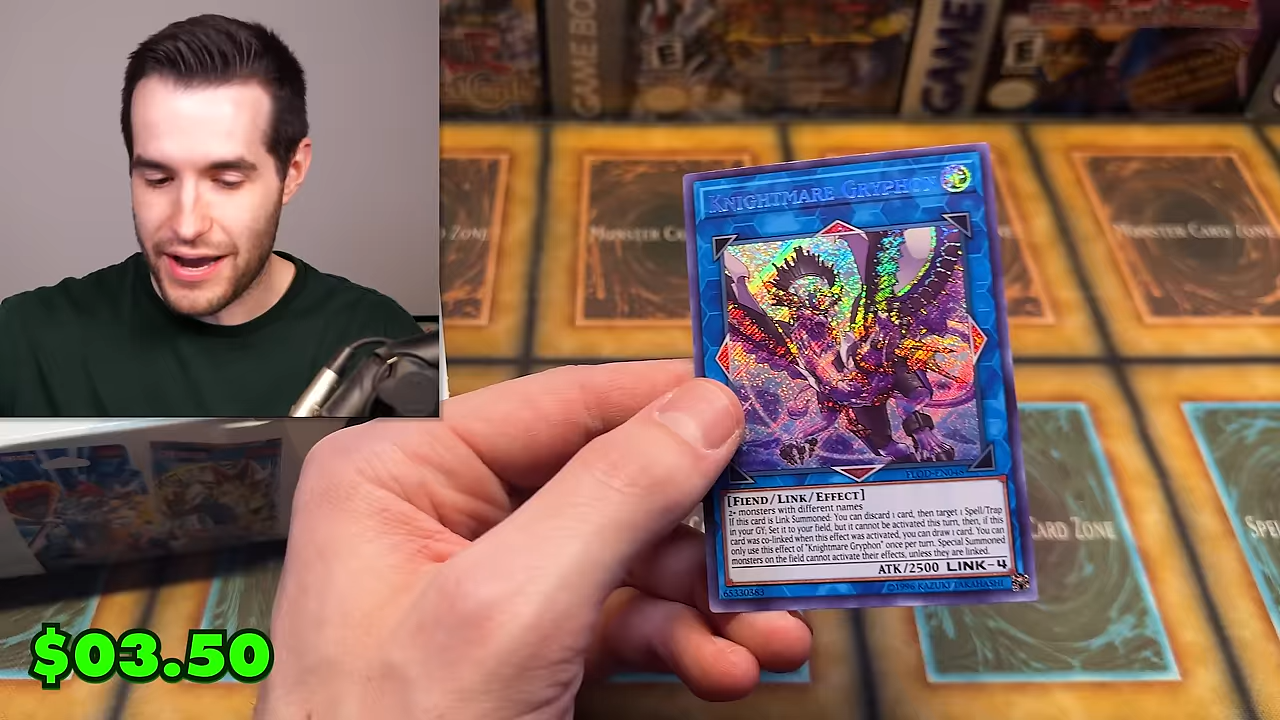 GAME BO
E
GAME
E
MONSTER CARD ZONE
KNIGHTMARE GRYPHON
FLOD-EN046
[FIEND/LINK/EFFECT]
2+ monsters with different names
If this card is Link Summoned: You can discard 1 card, then target 1 Spell/Trap
in your GY; Set it to your field, but it cannot be activated this turn, then, if this
card was co-linked when this effect was activated, you can draw 1 card. You can
only use this effect of "Knightmare Gryphon" once per turn. Special Summoned
monsters on the field cannot activate their effects, unless they are linked.
ATK/2500 LINK-4
65330383
©1996 KAZUKI TAKAHASHI
CARD ZONE
$03.50